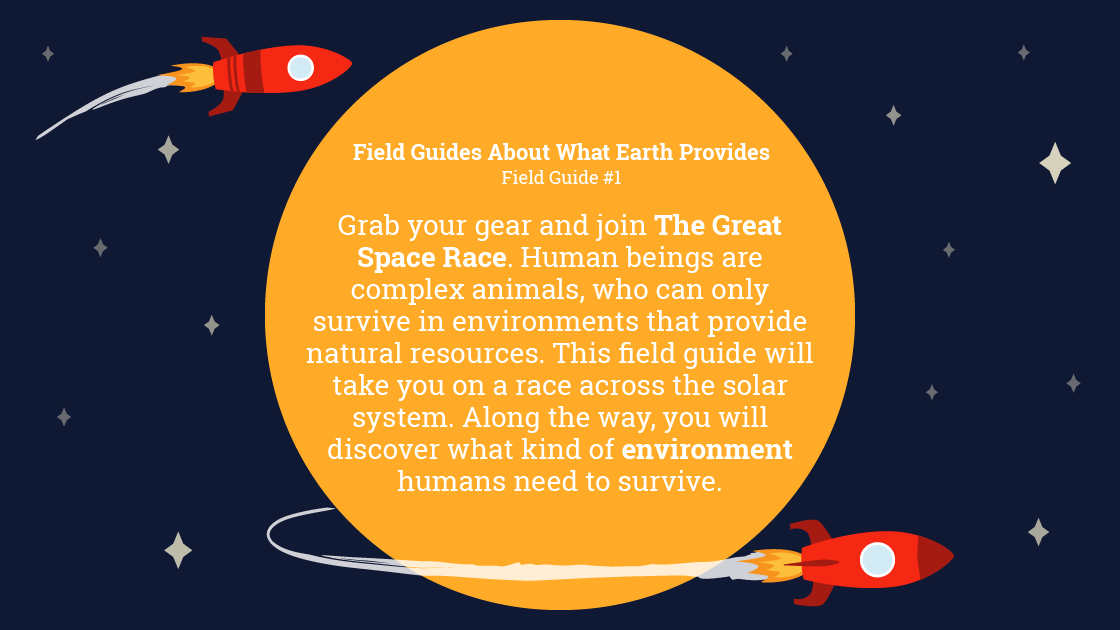 Field Guides About What Earth Provides
Field Guide #1
Grab your gear and join The Great
Space Race. Human beings are
complex animals, who can only
survive in environments that provide
natural resources. This field guide will
take you on a race across the solar
system. Along the way, you will
discover what kind of environment
humans need to survive.